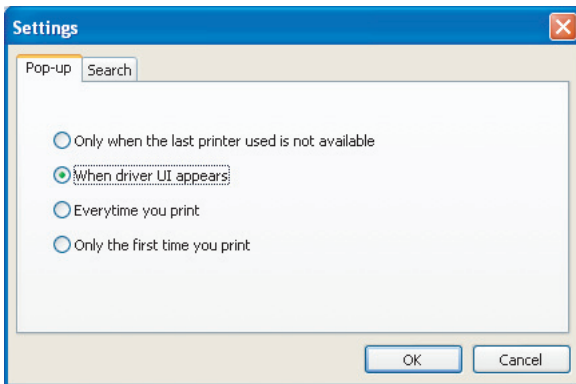 Settings
Pop-up Search
Only when the last printer used is not available
When driver UI appears
Everytime you print
Only the first time you print
OK Cancel